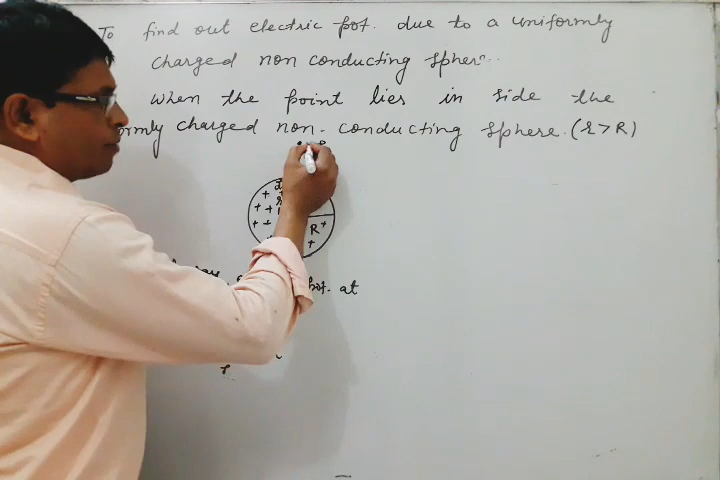 To find out electric pot. due to a uniformly
charged non conducting sphere..
When the point lies in side the
rmly charged non- conducting sphere. (r > R)
R
pot. at